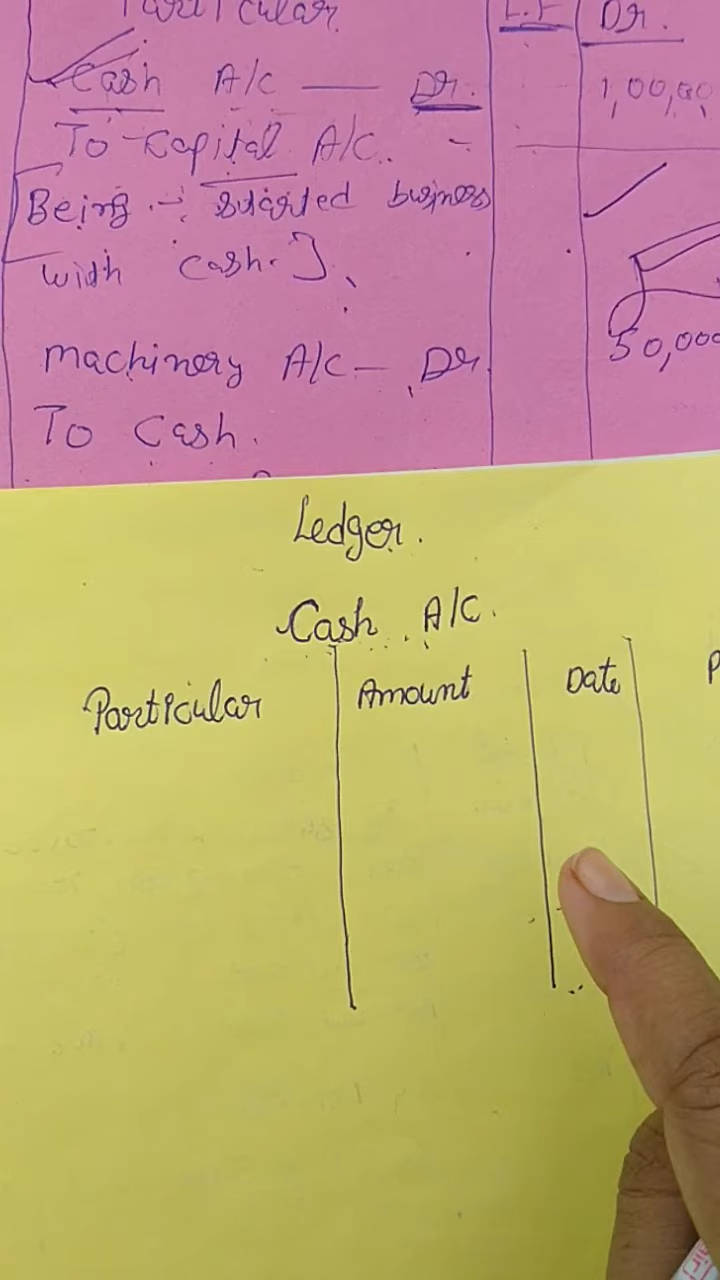 Particular. L.F Dr.
Cash A/c — Dr. 1,00,00
To Capital A/c. -
Being :- started business
with cash.]
machinery A/c — Dr. 50,000
To Cash.
Ledger.
Cash A/C.
Particular Amount Date P